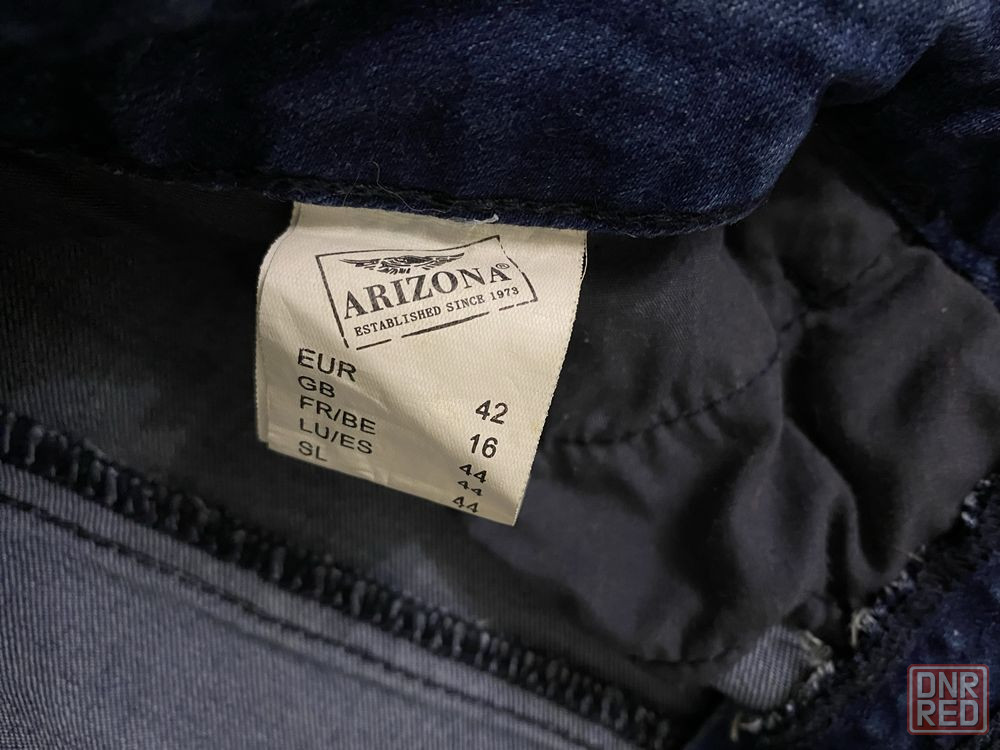 ARIZONA®
ESTABLISHED SINCE 1973
EUR 42
GB 16
FR/BE 44
LU/ES 44
SL 44
DNR
RED